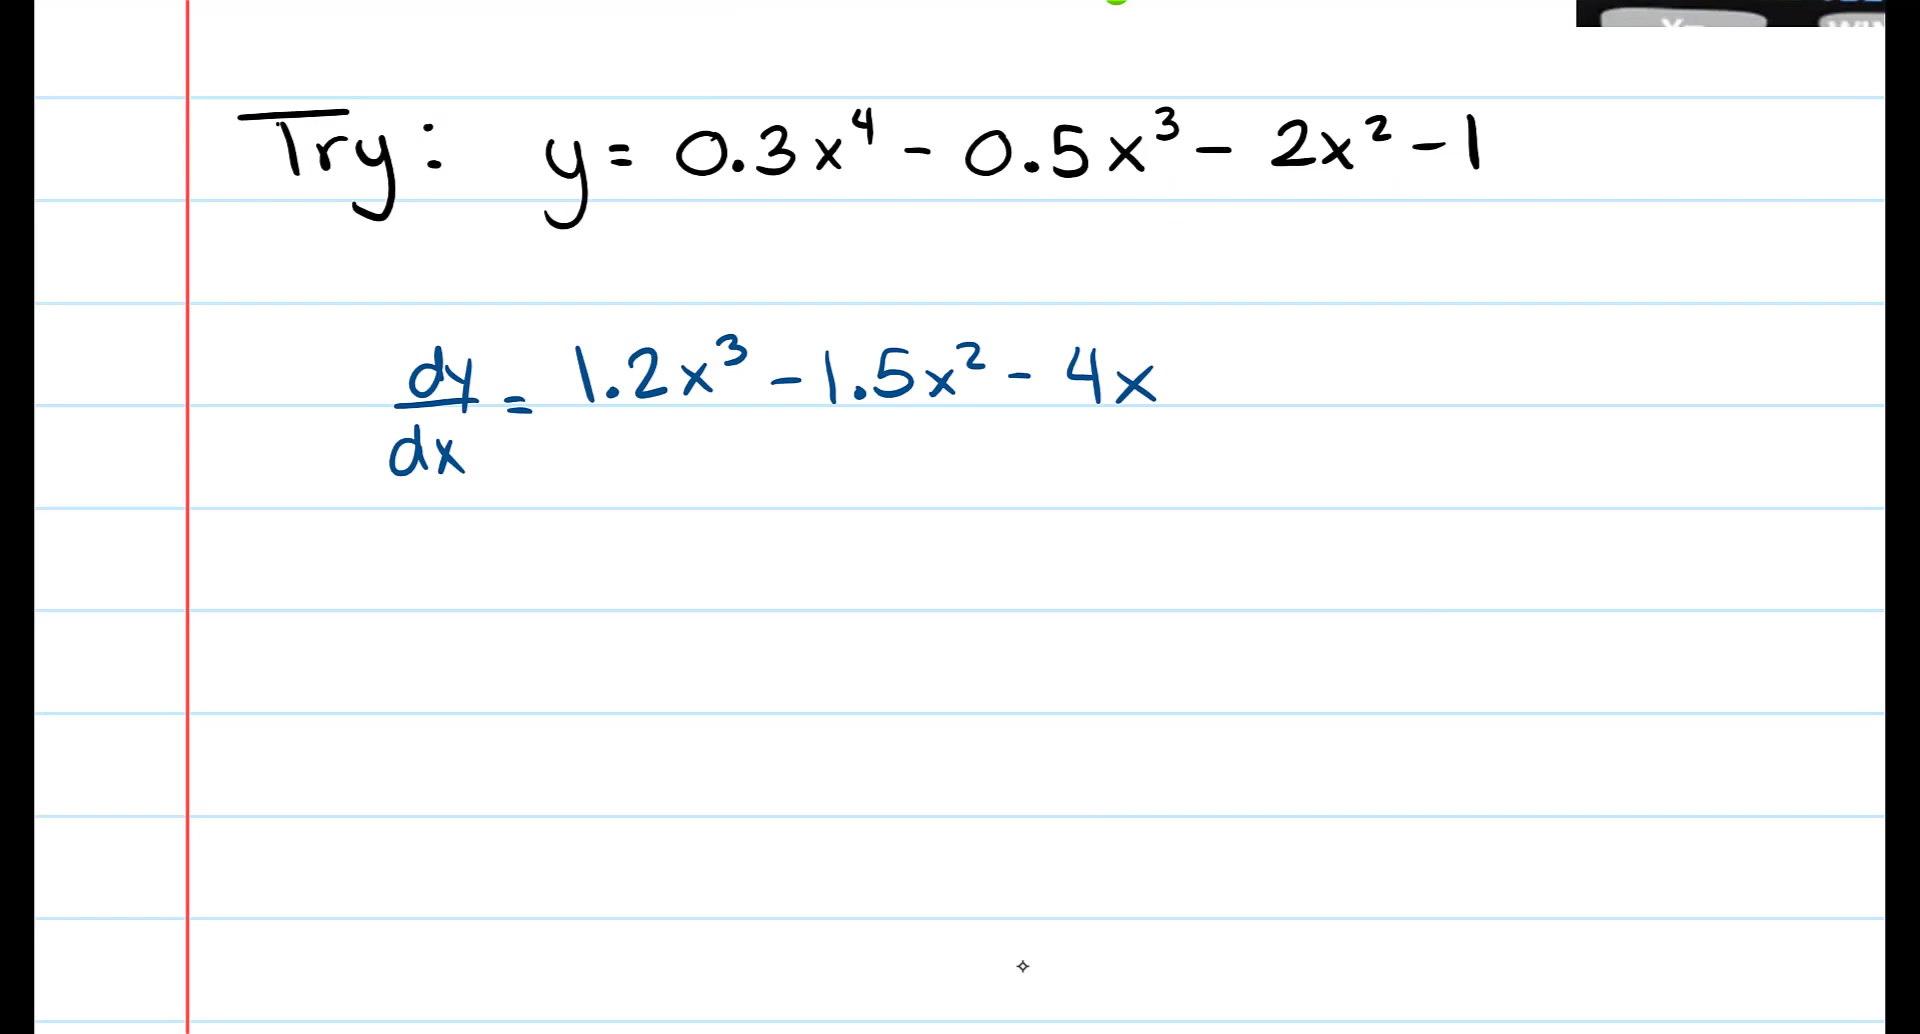 Try: y = 0.3x⁴ - 0.5x³ - 2x² - 1
dy/dx = 1.2x³ - 1.5x² - 4x